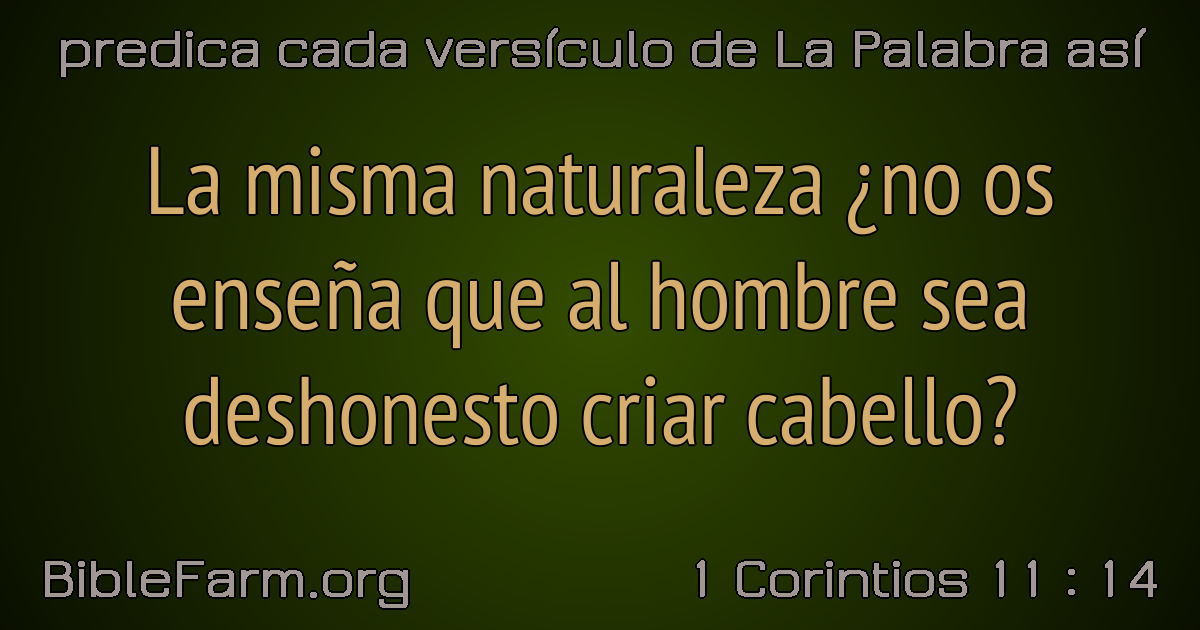 predica cada versículo de La Palabra así
La misma naturaleza ¿no os
enseña que al hombre sea
deshonesto criar cabello?
BibleFarm.org
1 Corintios 11 : 14